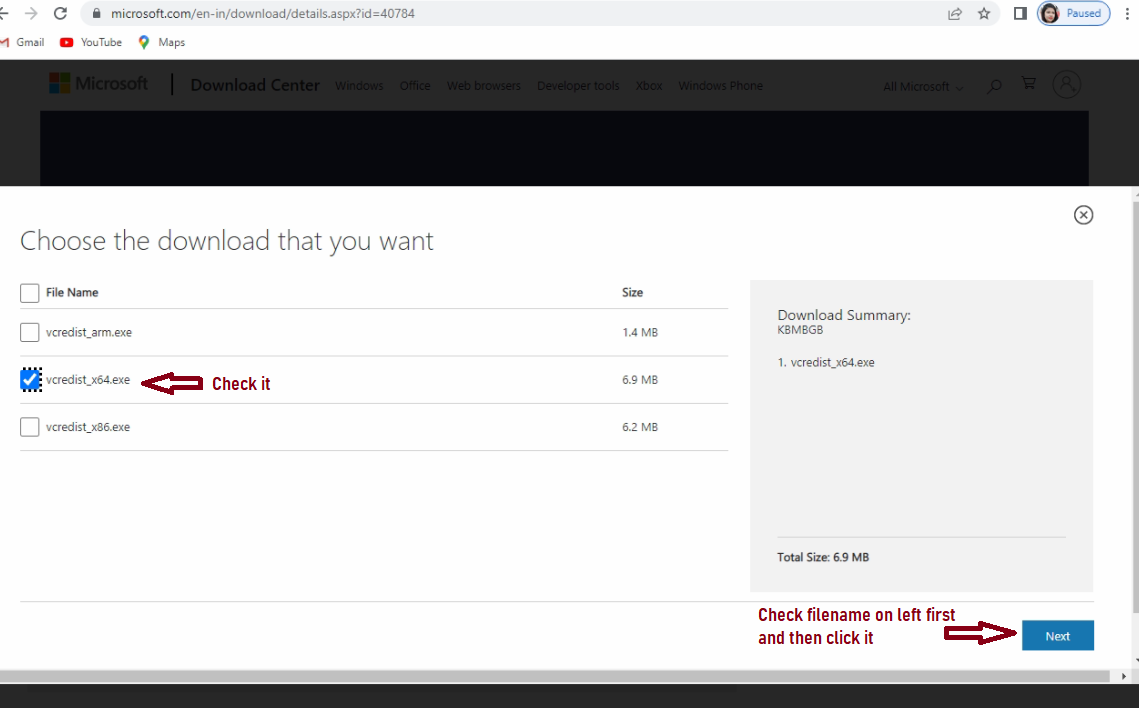 microsoft.com/en-in/download/details.aspx?id=40784
Paused
Gmail YouTube Maps
Microsoft Download Center Windows Office Web browsers Developer tools Xbox Windows Phone All Microsoft
Choose the download that you want
File Name Size
vcredist_arm.exe 1.4 MB
vcredist_x64.exe 6.9 MB
Check it
vcredist_x86.exe 6.2 MB
Download Summary:
KBMBGB
1. vcredist_x64.exe
Total Size: 6.9 MB
Check filename on left first
and then click it
Next